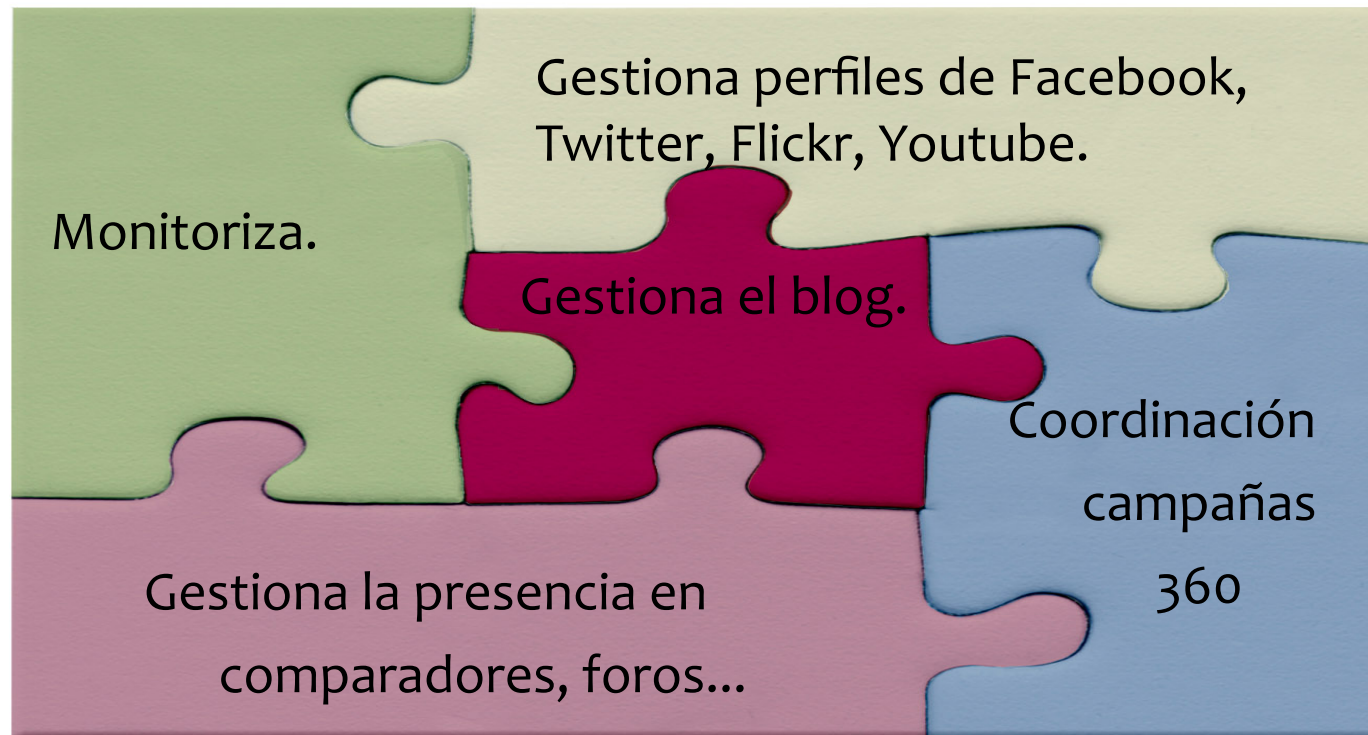 Gestiona perfiles de Facebook,
Twitter, Flickr, Youtube.
Monitoriza.
Gestiona el blog.
Coordinación
campañas
360
Gestiona la presencia en
comparadores, foros...